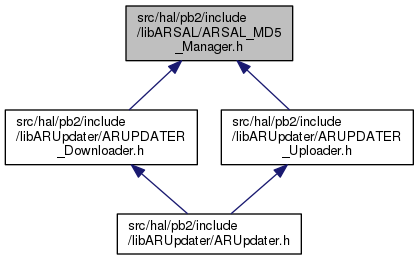 src/hal/pb2/include
/libARSAL/ARSAL_MD5
_Manager.h
src/hal/pb2/include
/libARUpdater/ARUPDATER
_Downloader.h
src/hal/pb2/include
/libARUpdater/ARUPDATER
_Uploader.h
src/hal/pb2/include
/libARUpdater/ARUpdater.h